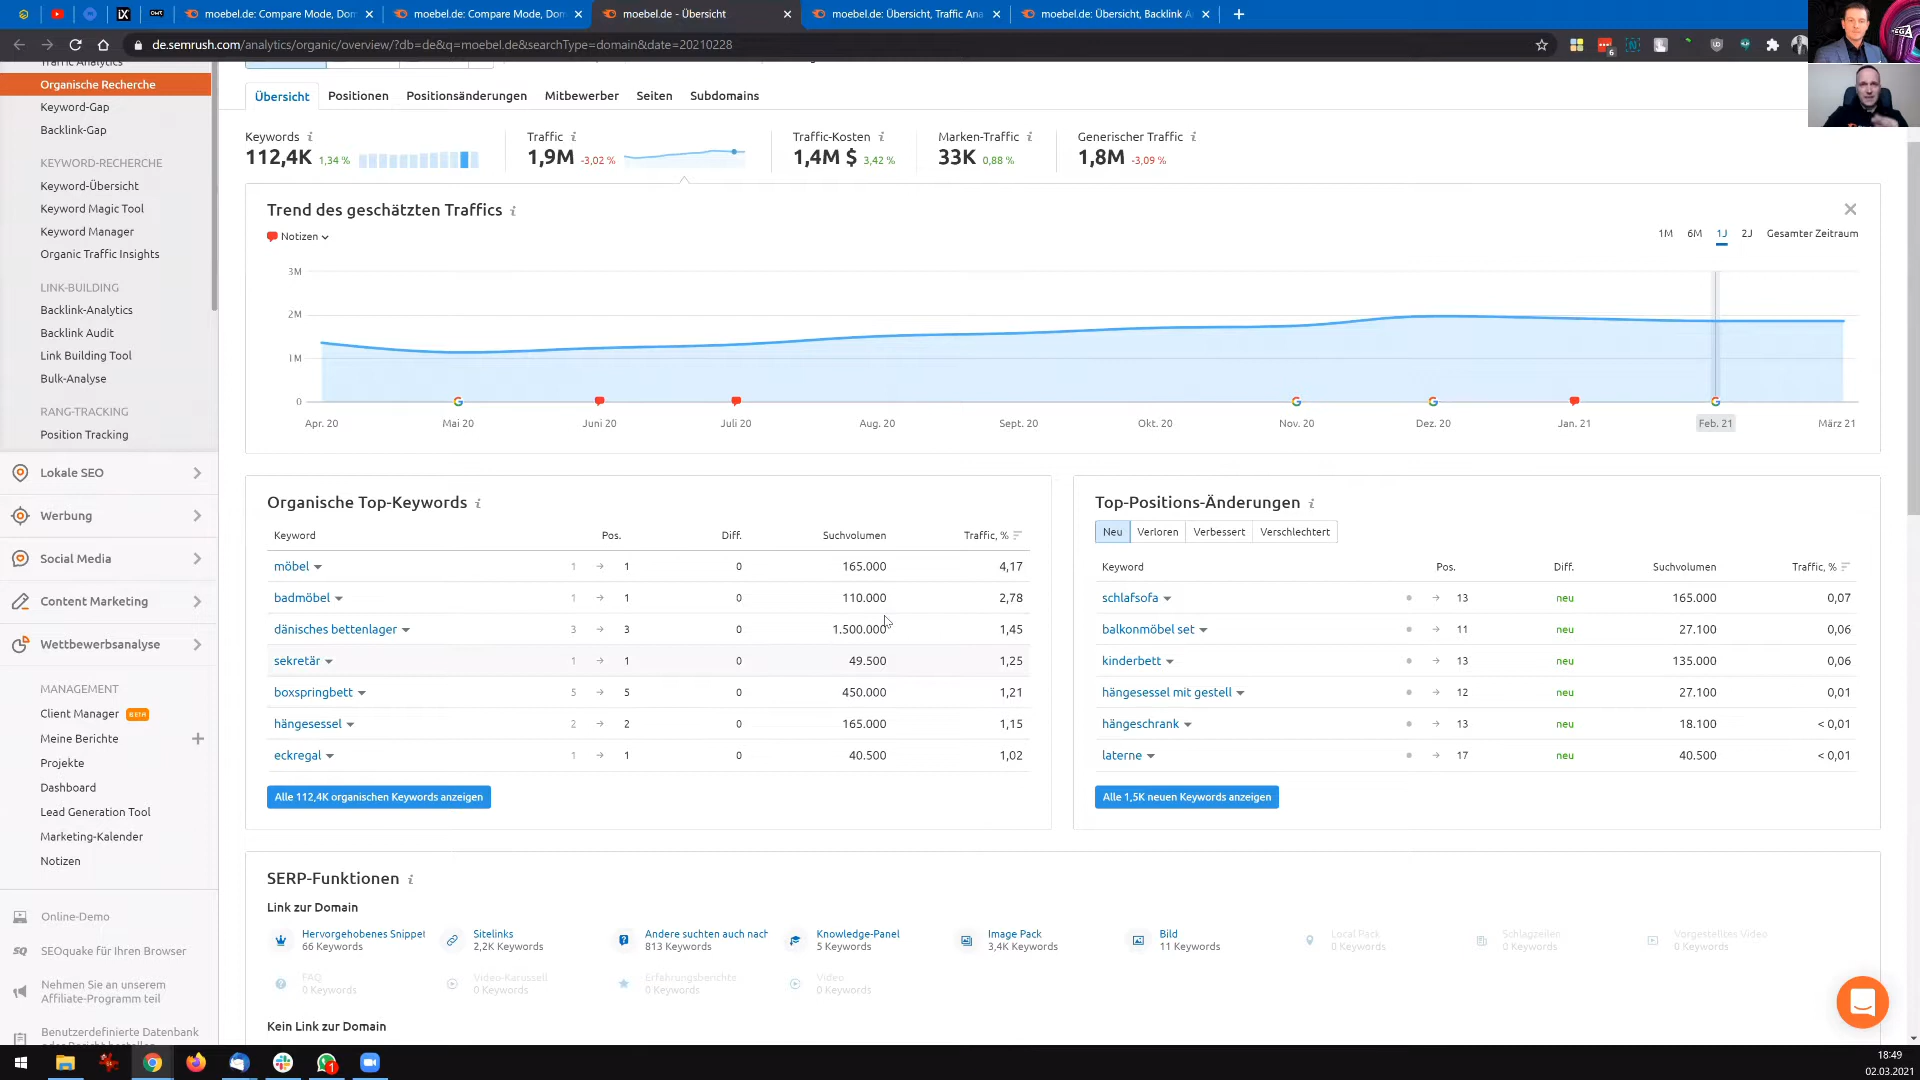 moebel.de: Compare Mode, Don
moebel.de: Compare Mode, Dom
moebel.de - Übersicht
moebel.de: Übersicht, Traffic Ana
moebel.de: Übersicht, Backlink A
de.semrush.com/analytics/organic/overview/?db=de&q=moebel.de&searchType=domain&date=20210228
Traffic Analytics
Organische Recherche
Keyword-Gap
Backlink-Gap
KEYWORD-RECHERCHE
Keyword-Übersicht
Keyword Magic Tool
Keyword Manager
Organic Traffic Insights
LINK-BUILDING
Backlink-Analytics
Backlink Audit
Link Building Tool
Bulk-Analyse
RANG-TRACKING
Position Tracking
Lokale SEO
Werbung
Social Media
Content Marketing
Wettbewerbsanalyse
MANAGEMENT
Client Manager BETA
Meine Berichte
Projekte
Dashboard
Lead Generation Tool
Marketing-Kalender
Notizen
Online-Demo
SEOquake für Ihren Browser
Nehmen Sie an unserem
Affiliate-Programm teil
Benutzerdefinierte Datenbank
Übersicht Positionen Positionsänderungen Mitbewerber Seiten Subdomains
Keywords Traffic Traffic-Kosten Marken-Traffic Generischer Traffic
112,4K 1,34 % 1,9M -3,02 % 1,4M $ 3,42 % 33K 0,88 % 1,8M -3,09 %
Trend des geschätzten Traffics
Notizen
1M 6M 1J 2J Gesamter Zeitraum
3M
2M
1M
0
Apr. 20 Mai 20 Juni 20 Juli 20 Aug. 20 Sept. 20 Okt. 20 Nov. 20 Dez. 20 Jan. 21 Feb. 21 März 21
Organische Top-Keywords
Keyword Pos. Diff. Suchvolumen Traffic, %
möbel 1 → 1 0 165.000 4,17
badmöbel 1 → 1 0 110.000 2,78
dänisches bettenlager 3 → 3 0 1.500.000 1,45
sekretär 1 → 1 0 49.500 1,25
boxspringbett 5 → 5 0 450.000 1,21
hängesessel 2 → 2 0 165.000 1,15
eckregal 1 → 1 0 40.500 1,02
Alle 112,4K organischen Keywords anzeigen
Top-Positions-Änderungen
Neu Verloren Verbessert Verschlechtert
Keyword Pos. Diff. Suchvolumen Traffic, %
schlafsofa → 13 neu 165.000 0,07
balkonmöbel set → 11 neu 27.100 0,06
kinderbett → 13 neu 135.000 0,06
hängesessel mit gestell → 12 neu 27.100 0,01
hängeschrank → 13 neu 18.100 < 0,01
laterne → 17 neu 40.500 < 0,01
Alle 1,5K neuen Keywords anzeigen
SERP-Funktionen
Link zur Domain
Hervorgehobenes Snippet Sitelinks Andere suchten auch nach Knowledge-Panel Image Pack Bild Local Pack Schlagzeilen Vorgestelltes Video
66 Keywords 2,2K Keywords 813 Keywords 5 Keywords 3,4K Keywords 11 Keywords 0 Keywords 0 Keywords 0 Keywords
FAQ Video-Karussell Erfahrungsberichte Video
0 Keywords 0 Keywords 0 Keywords 0 Keywords
Kein Link zur Domain
18:49
02.03.2021